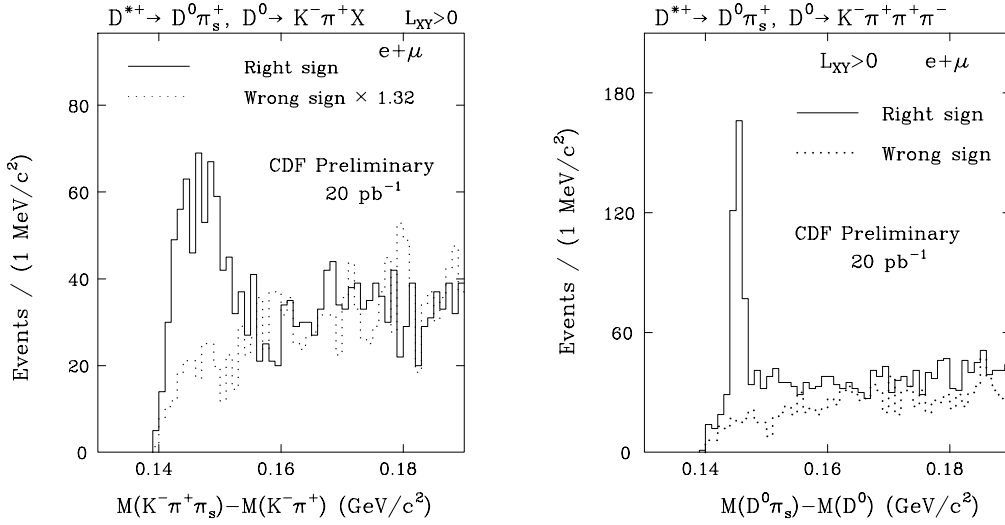 D*+→ D⁰πs+, D⁰→ K⁻π⁺X LXY>0
e+μ
Right sign
Wrong sign × 1.32
CDF Preliminary
20 pb⁻¹
80
60
40
20
0
0.14 0.16 0.18
Events / (1 MeV/c²)
M(K⁻π⁺πs)−M(K⁻π⁺) (GeV/c²)
D*+→ D⁰πs+, D⁰→ K⁻π⁺π⁺π⁻
LXY>0 e+μ
Right sign
Wrong sign
CDF Preliminary
20 pb⁻¹
180
120
60
0
0.14 0.16 0.18
Events / (1 MeV/c²)
M(D⁰πs)−M(D⁰) (GeV/c²)